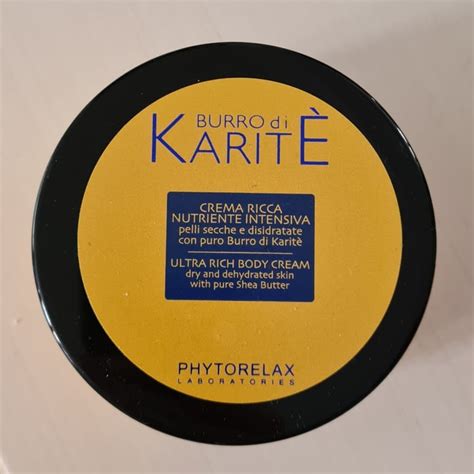 BURRO di
KARITÈ
CREMA RICCA
NUTRIENTE INTENSIVA
pelli secche e disidratate
con puro Burro di Karitè
ULTRA RICH BODY CREAM
dry and dehydrated skin
with pure Shea Butter
PHYTORELAX
LABORATORIES